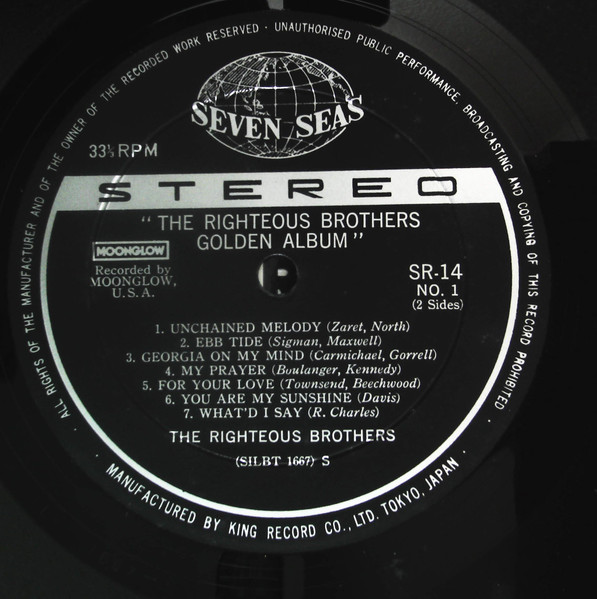 ALL RIGHTS OF THE MANUFACTURER AND OF THE OWNER OF THE RECORDED WORK RESERVED · UNAUTHORISED PUBLIC PERFORMANCE, BROADCASTING AND COPYING OF THIS RECORD PROHIBITED ·
SEVEN SEAS
33⅓ RPM
STEREO
“THE RIGHTEOUS BROTHERS
GOLDEN ALBUM”
MOONGLOW
Recorded by
MOONGLOW,
U.S.A.
SR-14
NO. 1
(2 Sides)
1. UNCHAINED MELODY (Zaret, North)
2. EBB TIDE (Sigman, Maxwell)
3. GEORGIA ON MY MIND (Carmichael, Gorrell)
4. MY PRAYER (Boulanger, Kennedy)
5. FOR YOUR LOVE (Townsend, Beechwood)
6. YOU ARE MY SUNSHINE (Davis)
7. WHAT'D I SAY (R. Charles)
THE RIGHTEOUS BROTHERS
(SILBT 1667) S
· MANUFACTURED BY KING RECORD CO., LTD. TOKYO, JAPAN ·